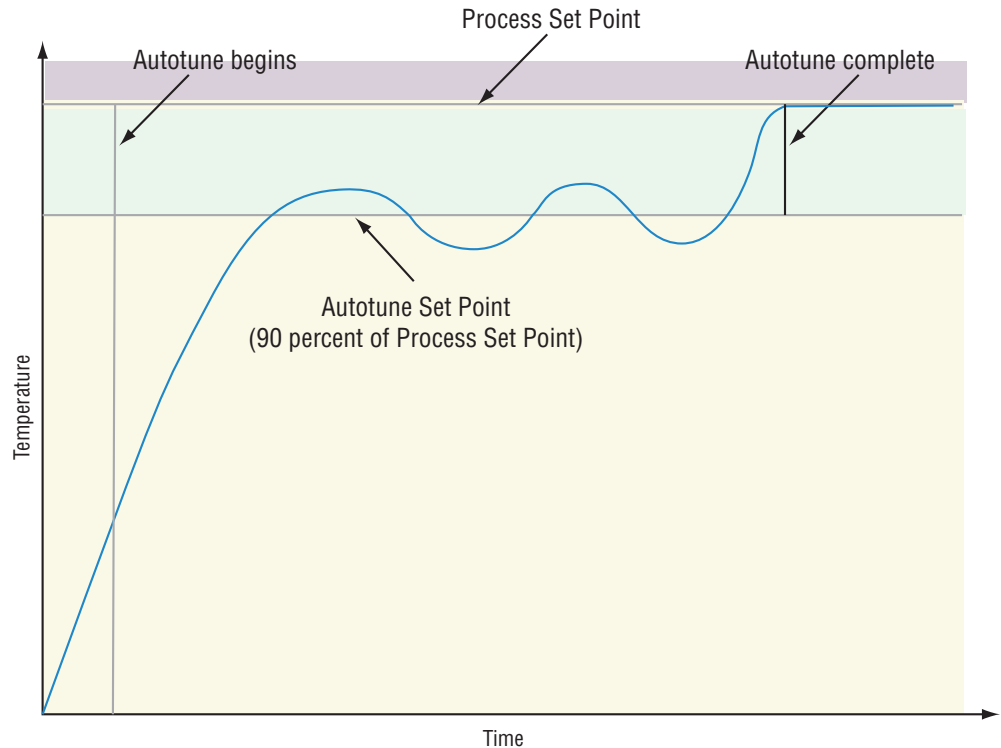 Process Set Point
Autotune begins
Autotune complete
Autotune Set Point
(90 percent of Process Set Point)
Temperature
Time